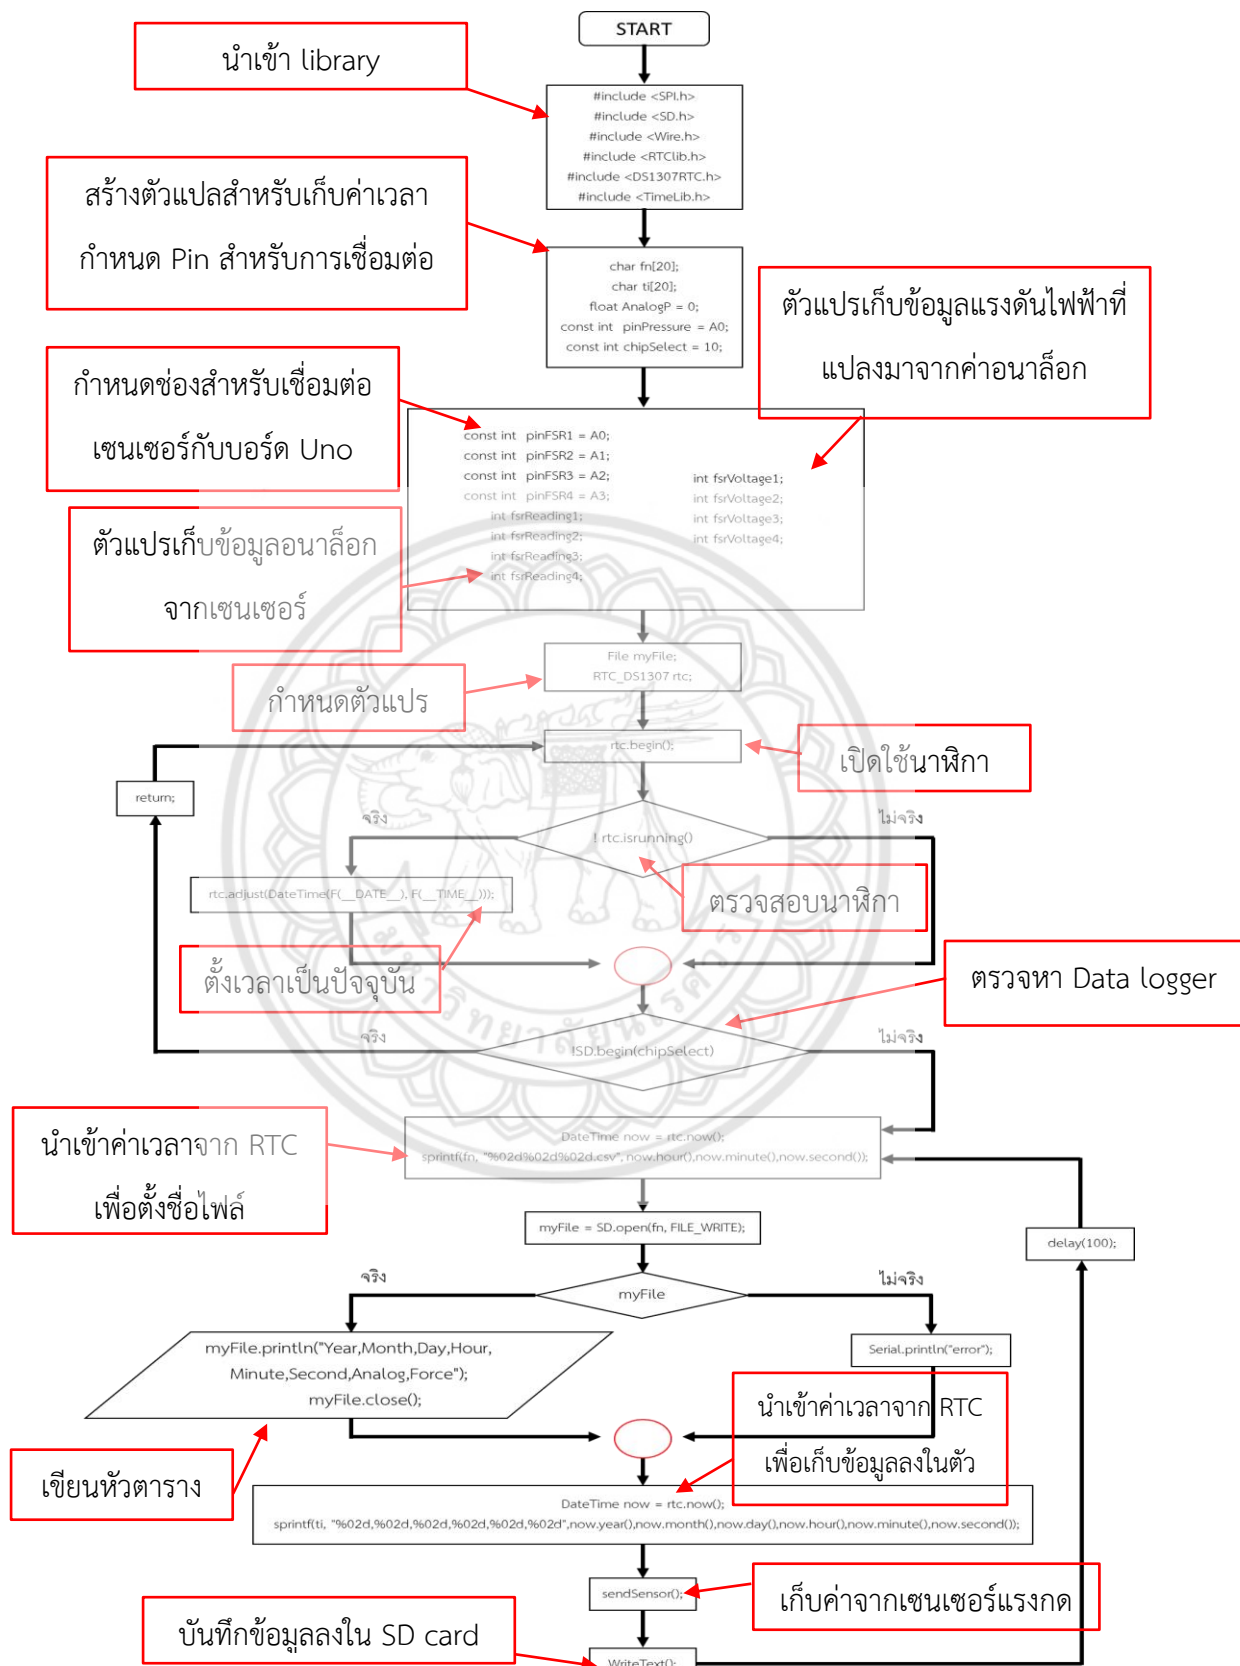 START
นำเข้า library
#include <SPI.h>
#include <SD.h>
#include <Wire.h>
#include <RTClib.h>
#include <DS1307RTC.h>
#include <TimeLib.h>
สร้างตัวแปลสำหรับเก็บค่าเวลา
กำหนด Pin สำหรับการเชื่อมต่อ
char fn[20];
char ti[20];
float AnalogP = 0;
const int pinPressure = A0;
const int chipSelect = 10;
ตัวแปรเก็บข้อมูลแรงดันไฟฟ้าที่
แปลงมาจากค่าอนาล็อก
กำหนดช่องสำหรับเชื่อมต่อ
เซนเซอร์กับบอร์ด Uno
const int pinFSR1 = A0;
const int pinFSR2 = A1;
const int pinFSR3 = A2;
const int pinFSR4 = A3;
int fsrReading1;
int fsrReading2;
int fsrReading3;
int fsrReading4;
int fsrVoltage1;
int fsrVoltage2;
int fsrVoltage3;
int fsrVoltage4;
ตัวแปรเก็บข้อมูลอนาล็อก
จากเซนเซอร์
File myFile;
RTC_DS1307 rtc;
กำหนดตัวแปร
rtc.begin();
เปิดใช้นาฬิกา
return;
จริง
ไม่จริง
! rtc.isrunning()
rtc.adjust(DateTime(F(__DATE__), F(__TIME__)));
ตรวจสอบนาฬิกา
ตั้งเวลาเป็นปัจจุบัน
ตรวจหา Data logger
มหาวิทยาลัยนเรศวร
จริง
ไม่จริง
!SD.begin(chipSelect)
นำเข้าค่าเวลาจาก RTC
เพื่อตั้งชื่อไฟล์
DateTime now = rtc.now();
sprintf(fn, "%02d%02d%02d.csv", now.hour(),now.minute(),now.second());
myFile = SD.open(fn, FILE_WRITE);
delay(100);
จริง
ไม่จริง
myFile
myFile.println("Year,Month,Day,Hour,
Minute,Second,Analog,Force");
myFile.close();
Serial.println("error");
นำเข้าค่าเวลาจาก RTC
เพื่อเก็บข้อมูลลงในตัว
เขียนหัวตาราง
DateTime now = rtc.now();
sprintf(ti, "%02d,%02d,%02d,%02d,%02d,%02d",now.year(),now.month(),now.day(),now.hour(),now.minute(),now.second());
sendSensor();
เก็บค่าจากเซนเซอร์แรงกด
บันทึกข้อมูลลงใน SD card
WriteText();